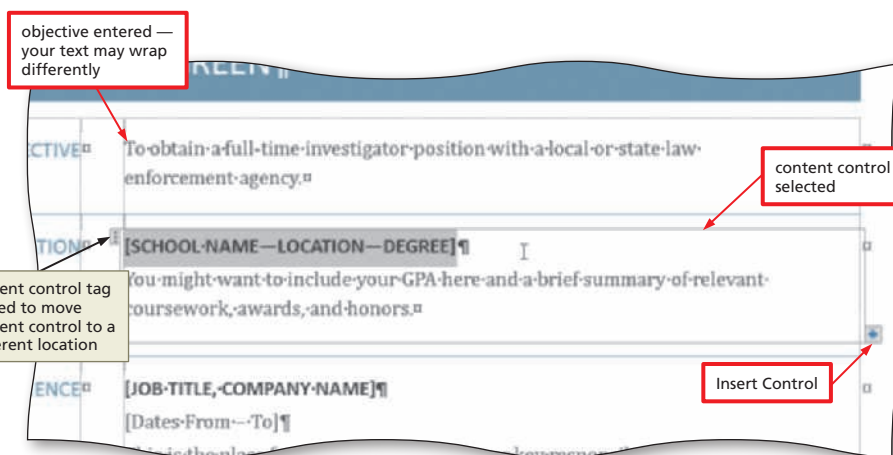 objective entered —
your text may wrap
differently
REEN¶
CTIVE¤
To·obtain·a·full-time·investigator·position·with·a·local·or·state·law·
enforcement·agency.¤
content control
selected
TION¤
[SCHOOL·NAME—LOCATION—DEGREE]¶
You·might·want·to·include·your·GPA·here·and·a·brief·summary·of·relevant·
coursework,·awards,·and·honors.¤
ent control tag
ed to move
ent control to a
erent location
Insert Control
ENCE¤
[JOB·TITLE,·COMPANY·NAME]¶
[Dates·From·–·To]¶